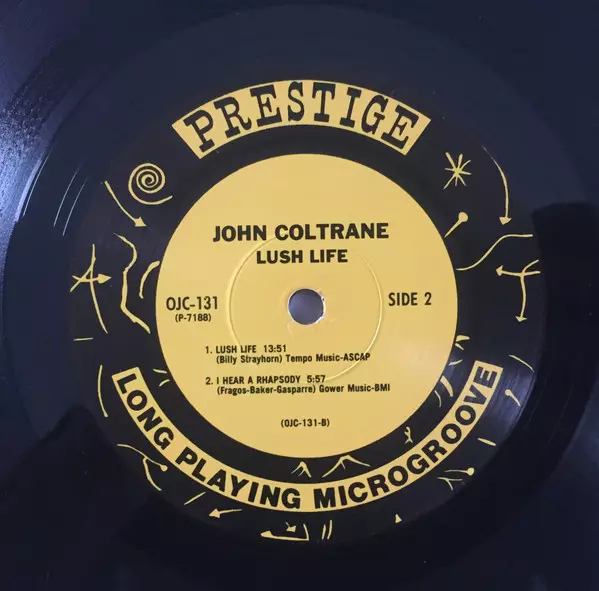 PRESTIGE
JOHN COLTRANE
LUSH LIFE
OJC-131
(P-7188)
SIDE 2
1. LUSH LIFE 13:51
(Billy Strayhorn) Tempo Music-ASCAP
2. I HEAR A RHAPSODY 5:57
(Fragos-Baker-Gasparre) Gower Music-BMI
(OJC-131-B)
LONG PLAYING MICROGROOVE